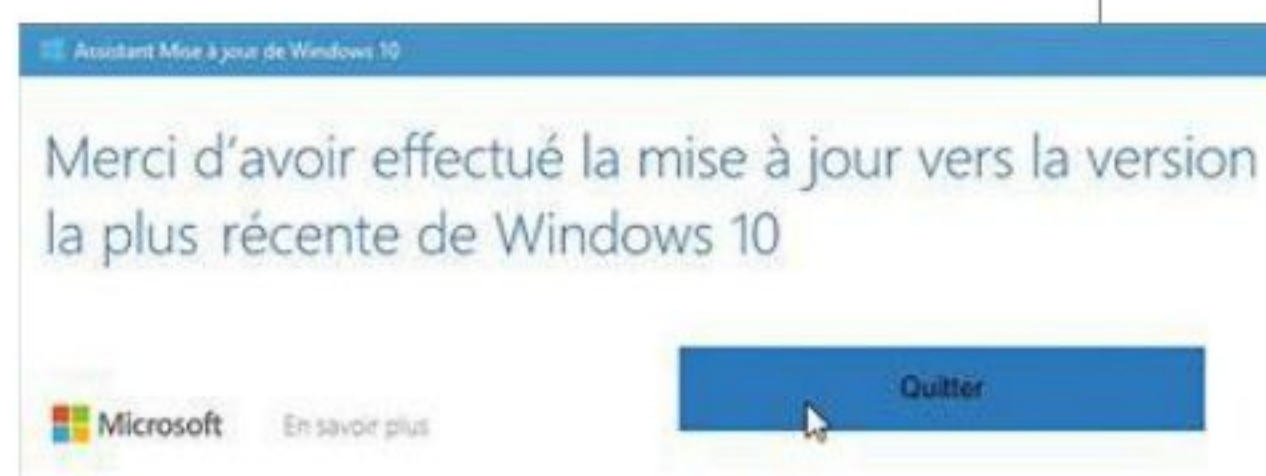 Assistant Mise à jour de Windows 10
Merci d'avoir effectué la mise à jour vers la version
la plus récente de Windows 10
Quitter
Microsoft En savoir plus